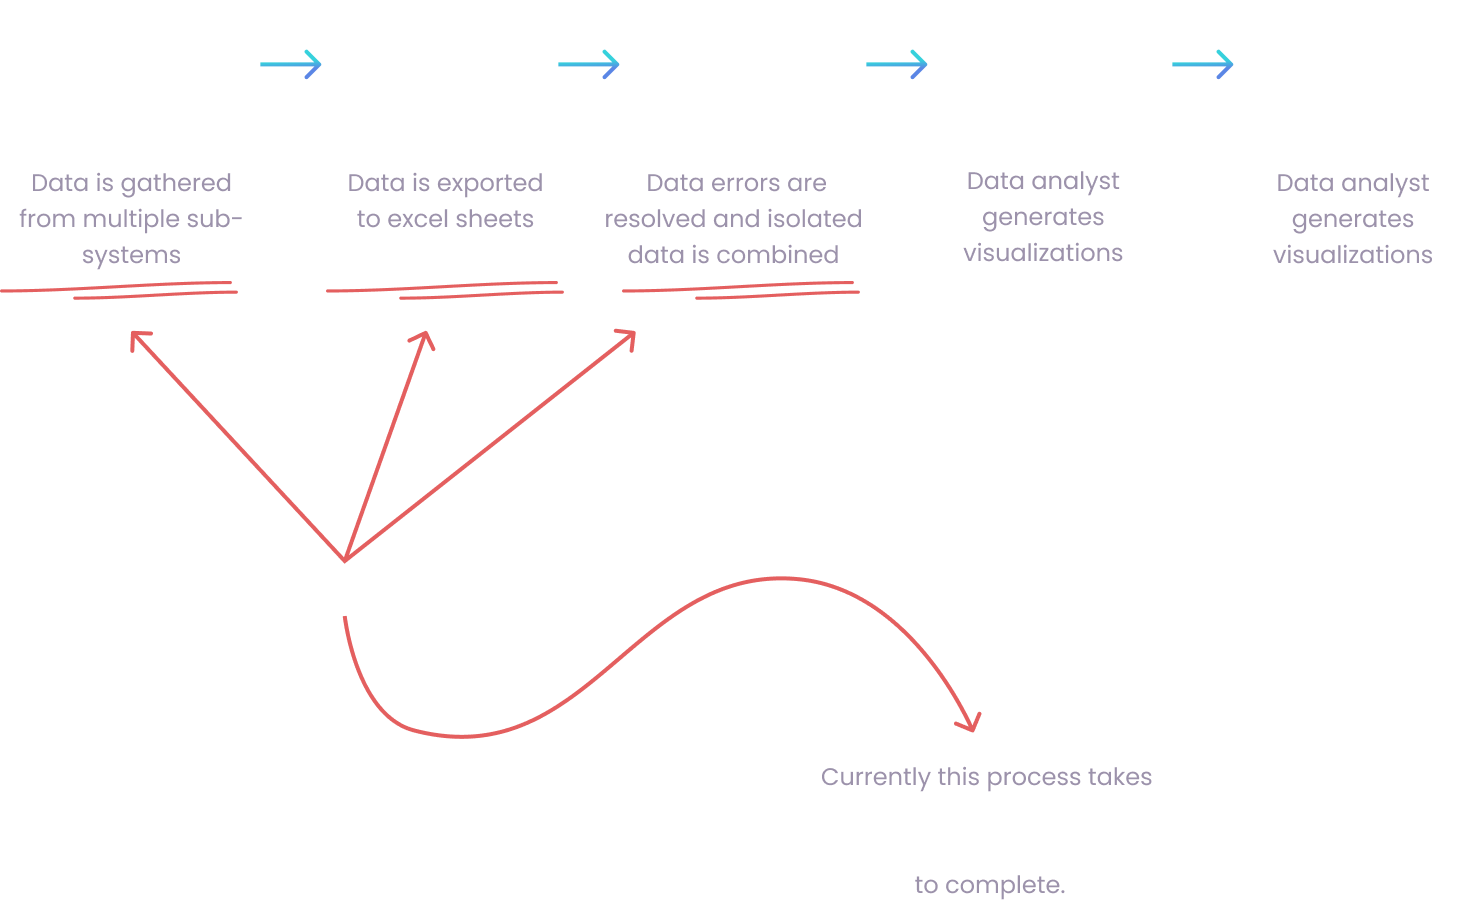 Data is gathered
from multiple sub-
systems
Data is exported
to excel sheets
Data errors are
resolved and isolated
data is combined
Data analyst
generates
visualizations
Data analyst
generates
visualizations
Currently this process takes
to complete.